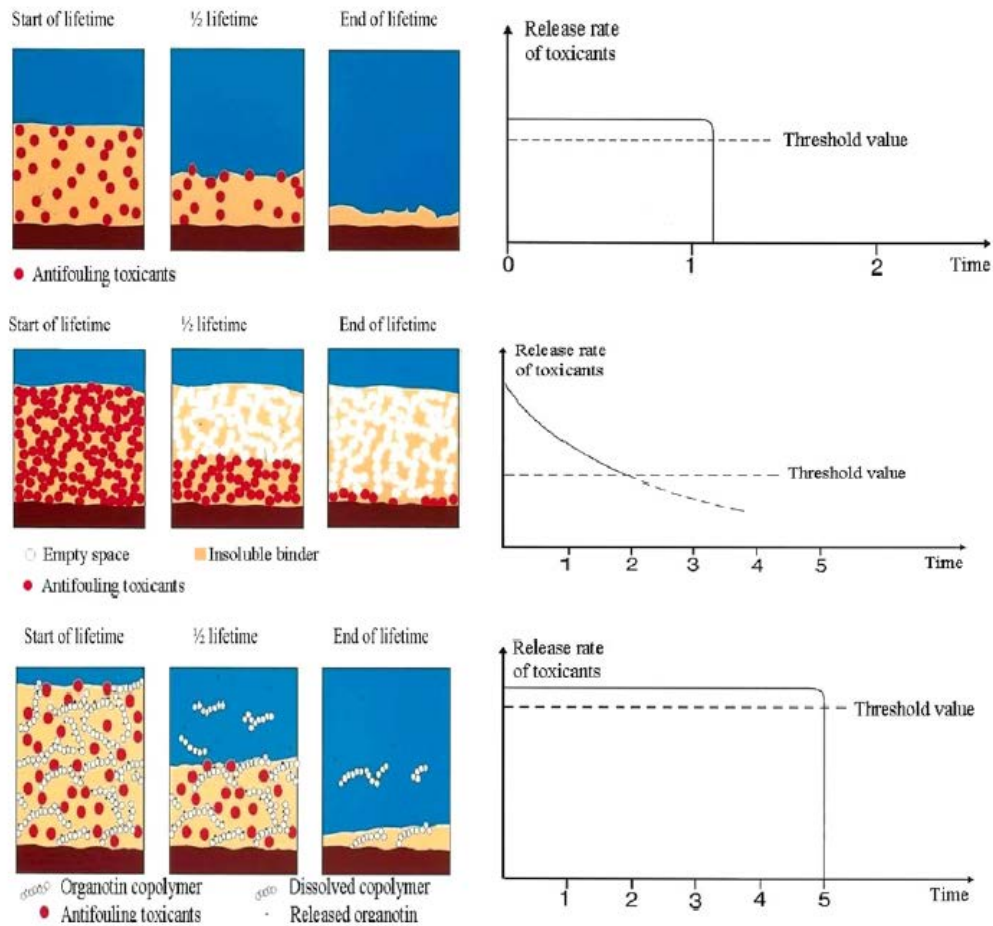 Start of lifetime
½ lifetime
End of lifetime
Antifouling toxicants
Release rate
of toxicants
Threshold value
0
1
2
Time
Start of lifetime
½ lifetime
End of lifetime
Empty space
Insoluble binder
Antifouling toxicants
Release rate
of toxicants
Threshold value
1
2
3
4
5
Time
Start of lifetime
½ lifetime
End of lifetime
Organotin copolymer
Dissolved copolymer
Antifouling toxicants
Released organotin
Release rate
of toxicants
Threshold value
1
2
3
4
5
Time